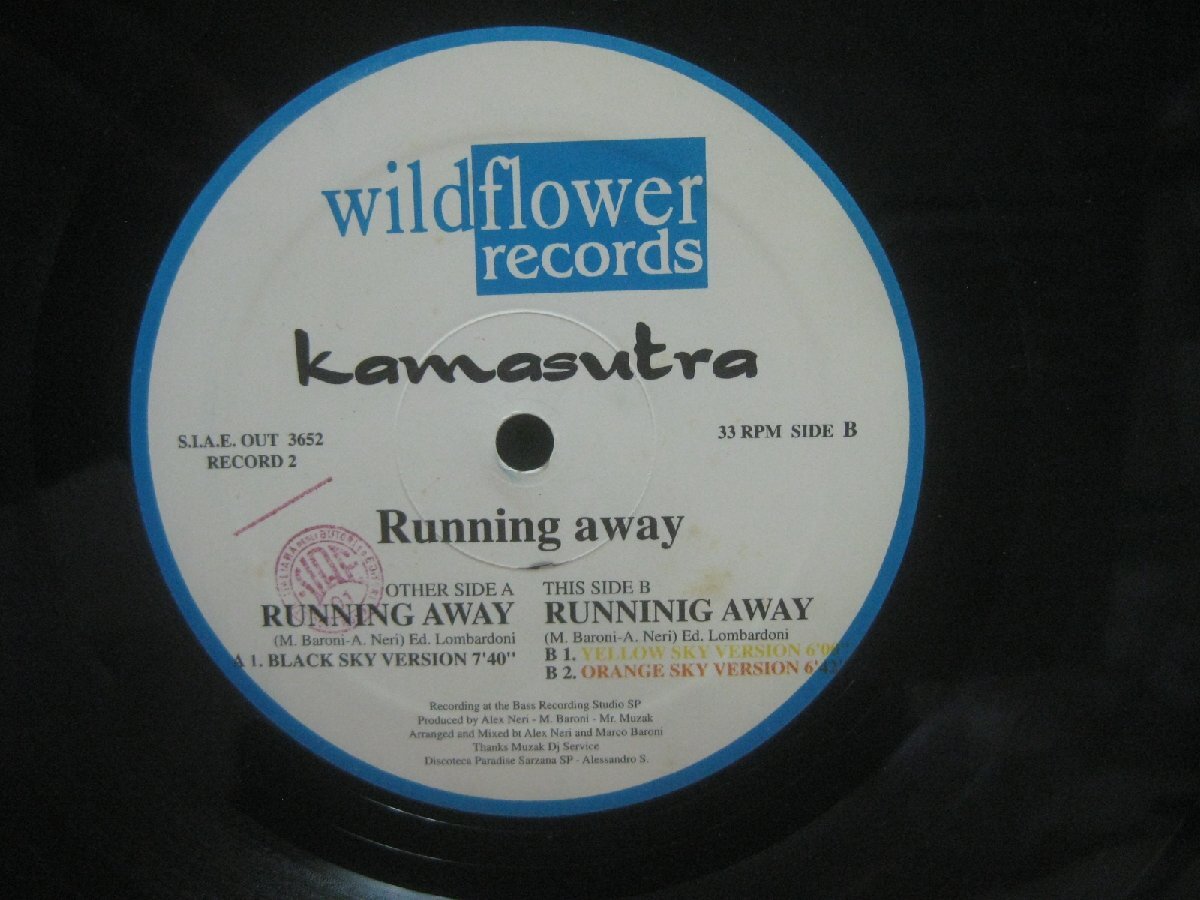 wildflower
records
kamasutra
S.I.A.E. OUT 3652
RECORD 2
33 RPM SIDE B
Running away
OTHER SIDE A
RUNNING AWAY
(M. Baroni-A. Neri) Ed. Lombardoni
A 1. BLACK SKY VERSION 7'40"
THIS SIDE B
RUNNINIG AWAY
(M. Baroni-A. Neri) Ed. Lombardoni
B 1. YELLOW SKY VERSION
B 2. ORANGE SKY VERSION
Recording at the Bass Recording Studio SP
Produced by Alex Neri - M. Baroni - Mr. Muzak
Arranged and Mixed bt Alex Neri and Marco Baroni
Thanks Muzak Dj Service
Discoteca Paradise Sarzana SP - Alessandro S.